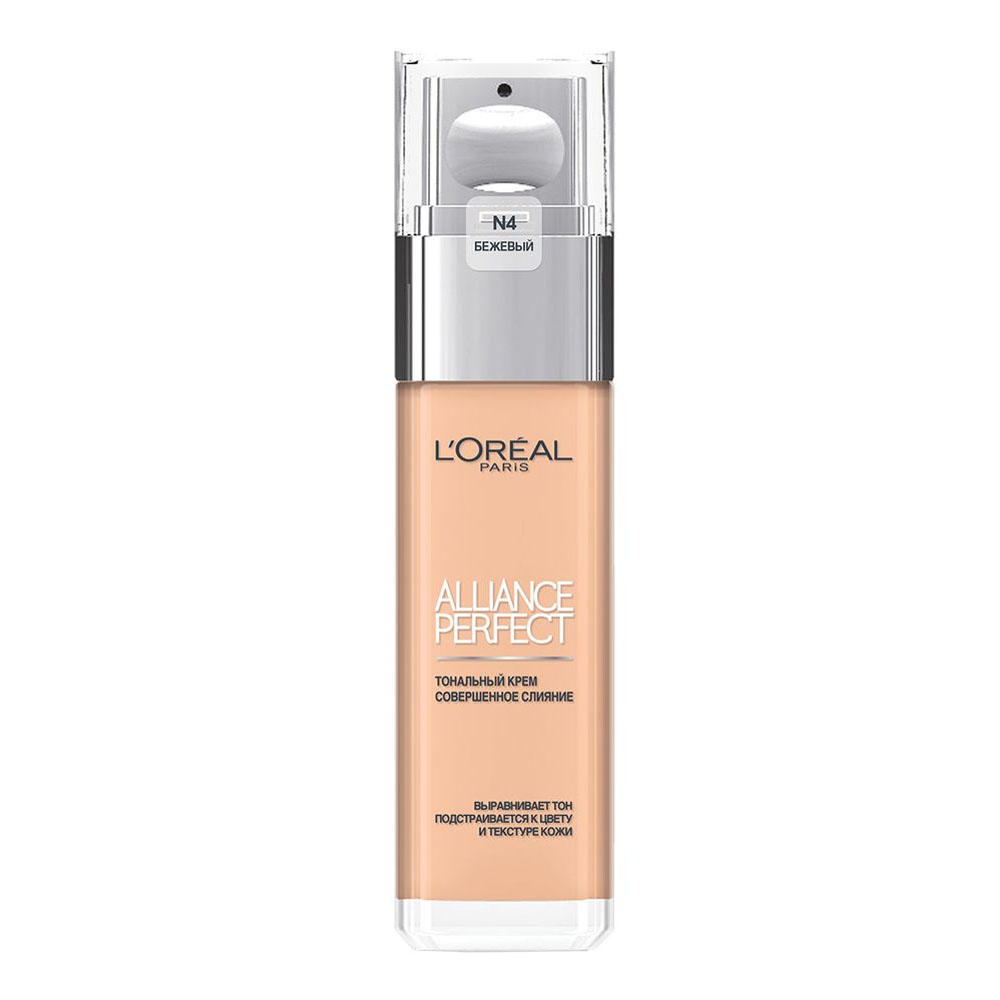 N4
БЕЖЕВЫЙ
L'ORÉAL
PARIS
ALLIANCE
PERFECT
ТОНАЛЬНЫЙ КРЕМ
СОВЕРШЕННОЕ СЛИЯНИЕ
ВЫРАВНИВАЕТ ТОН
ПОДСТРАИВАЕТСЯ К ЦВЕТУ
И ТЕКСТУРЕ КОЖИ